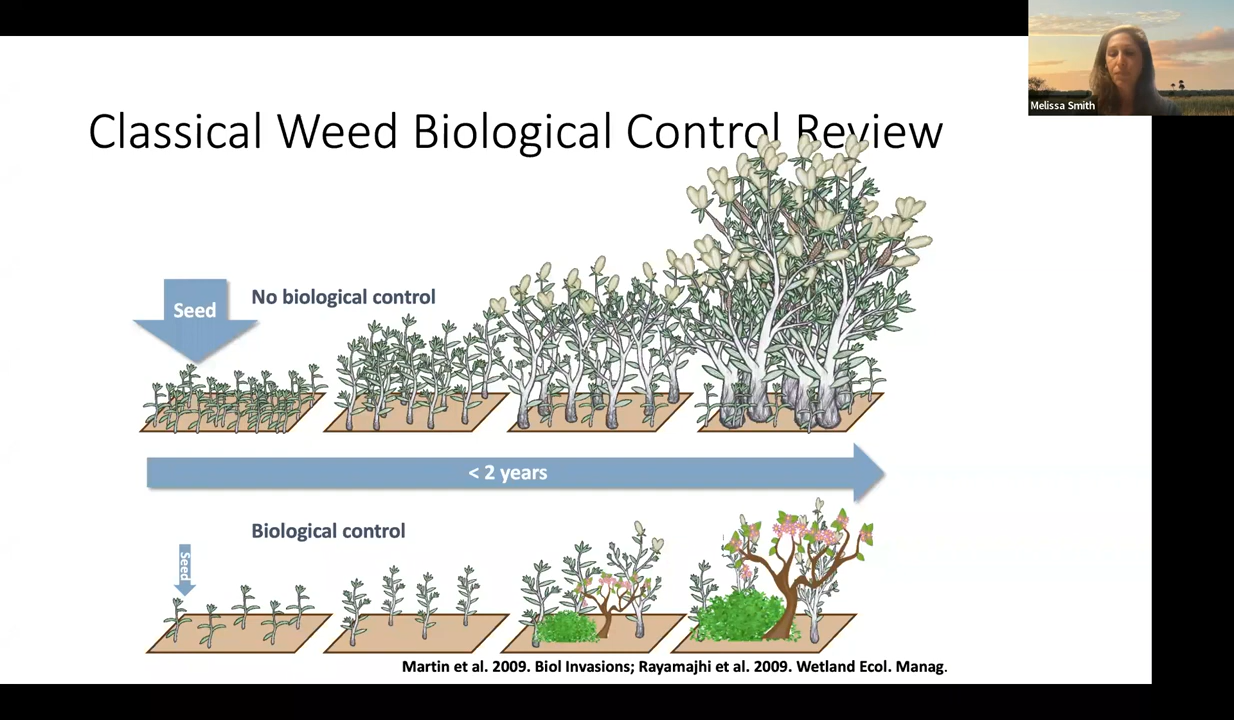 Melissa Smith
Classical Weed Biological Control Review
Seed
No biological control
< 2 years
Biological control
Seed
Martin et al. 2009. Biol Invasions; Rayamajhi et al. 2009. Wetland Ecol. Manag.